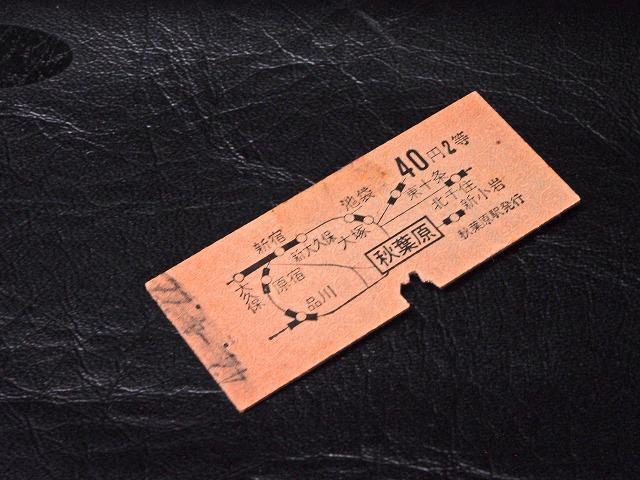 40円2等
東十条
北千住
新小岩
秋葉原駅発行
池袋
大塚
秋葉原
新宿
新大久保
大久保
原宿
品川